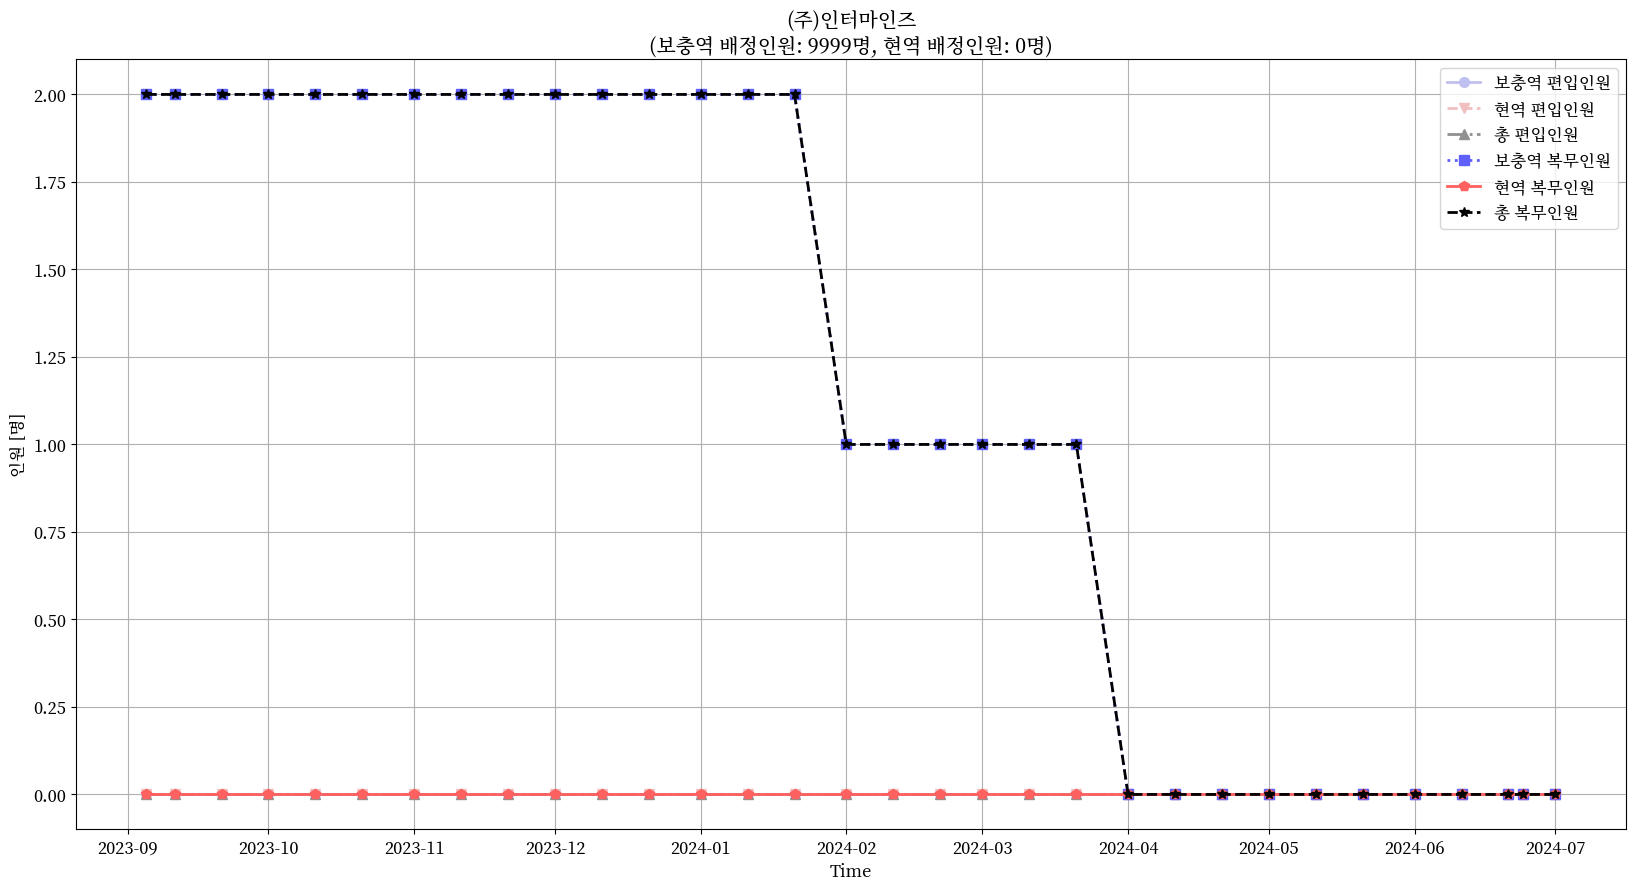 (주)인터마인즈
(보충역 배정인원: 9999명, 현역 배정인원: 0명)
보충역 편입인원
현역 편입인원
총 편입인원
보충역 복무인원
현역 복무인원
총 복무인원
인원 [명]
2.00
1.75
1.50
1.25
1.00
0.75
0.50
0.25
0.00
2023-09 2023-10 2023-11 2023-12 2024-01 2024-02 2024-03 2024-04 2024-05 2024-06 2024-07
Time